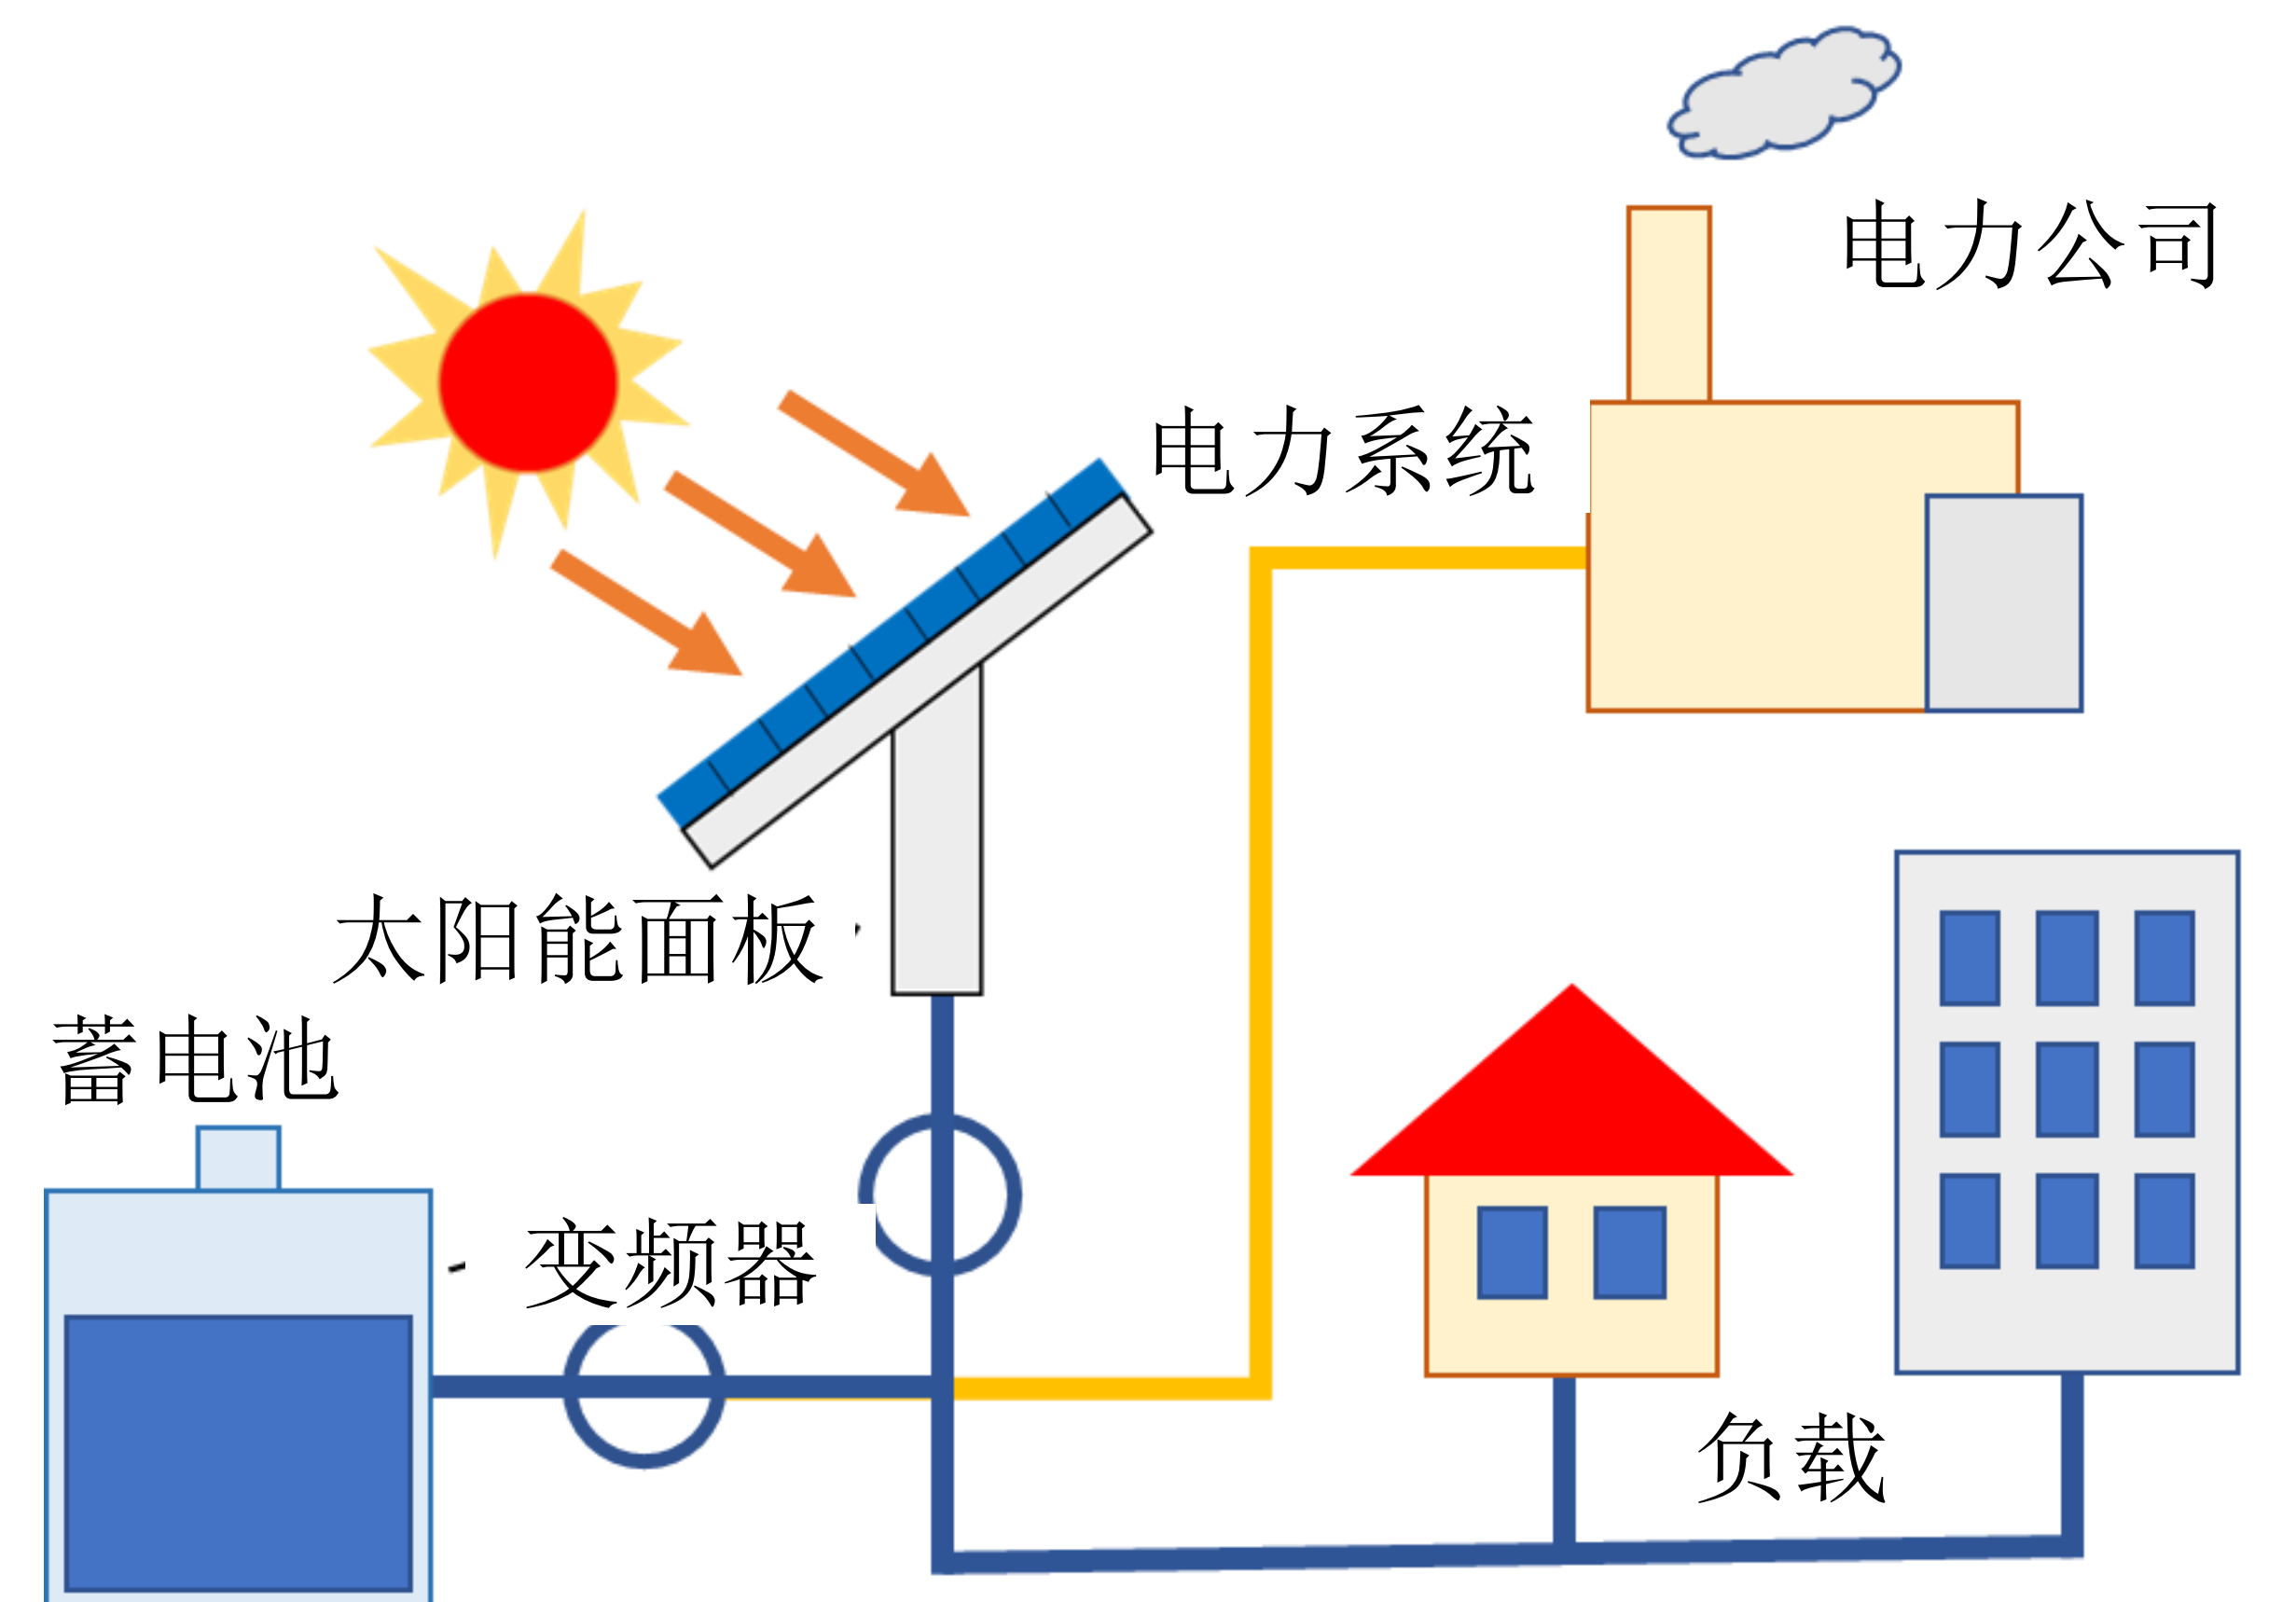 电力公司
电力系统
太阳能面板
蓄电池
变频器
负载